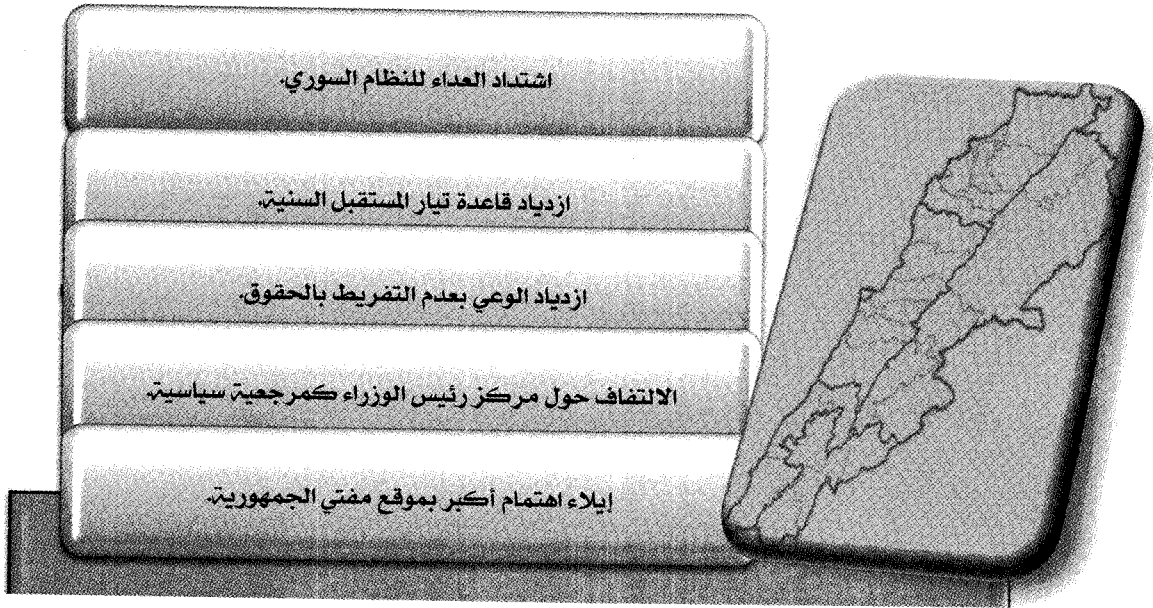 اشتداد العداء للنظام السوري.
ازدياد قاعدة تيار المستقبل السنية.
ازدياد الوعي بعدم التفريط بالحقوق.
الالتفاف حول مركز رئيس الوزراء كمرجعية سياسية.
إيلاء اهتمام أكبر بموقع مفتي الجمهورية.